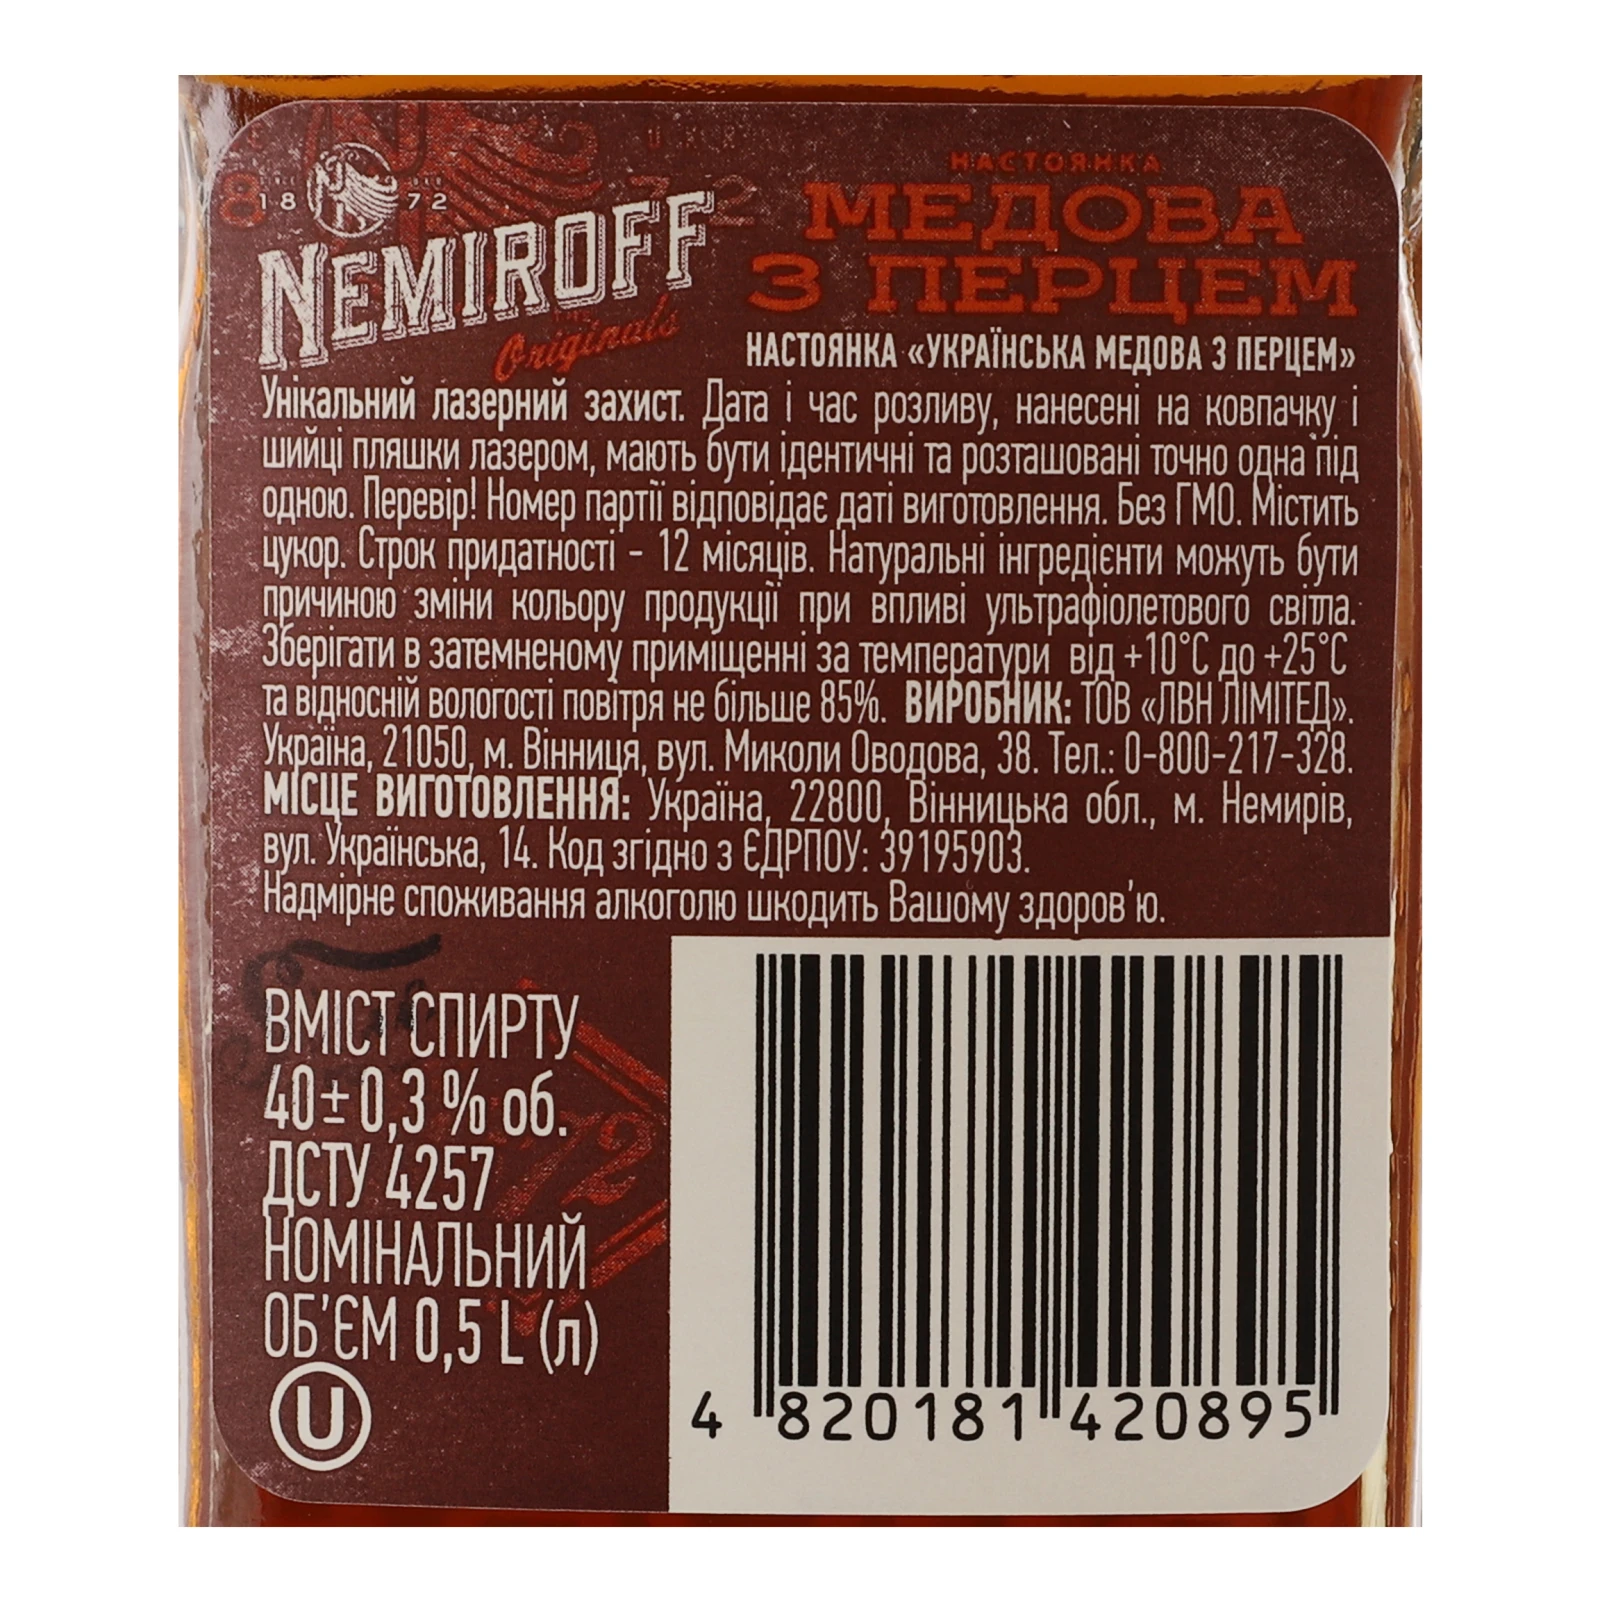 18 72
NEMIROFF
Originals
НАСТОЯНКА
МЕДОВА
З ПЕРЦЕМ
НАСТОЯНКА «УКРАЇНСЬКА МЕДОВА З ПЕРЦЕМ»
Унікальний лазерний захист. Дата і час розливу, нанесені на ковпачку і
шийці пляшки лазером, мають бути ідентичні та розташовані точно одна під
одною. Перевір! Номер партії відповідає даті виготовлення. Без ГМО. Містить
цукор. Строк придатності - 12 місяців. Натуральні інгредієнти можуть бути
причиною зміни кольору продукції при впливі ультрафіолетового світла.
Зберігати в затемненому приміщенні за температури від +10°С до +25°С
та відносній вологості повітря не більше 85%. ВИРОБНИК: ТОВ «ЛВН ЛІМІТЕД».
Україна, 21050, м. Вінниця, вул. Миколи Оводова, 38. Тел.: 0-800-217-328.
МІСЦЕ ВИГОТОВЛЕННЯ: Україна, 22800, Вінницька обл., м. Немирів,
вул. Українська, 14. Код згідно з ЄДРПОУ: 39195903.
Надмірне споживання алкоголю шкодить Вашому здоров'ю.
ВМІСТ СПИРТУ
40±0,3 % об.
ДСТУ 4257
НОМІНАЛЬНИЙ
ОБ'ЄМ 0,5 L (л)
U
4 820181 420895